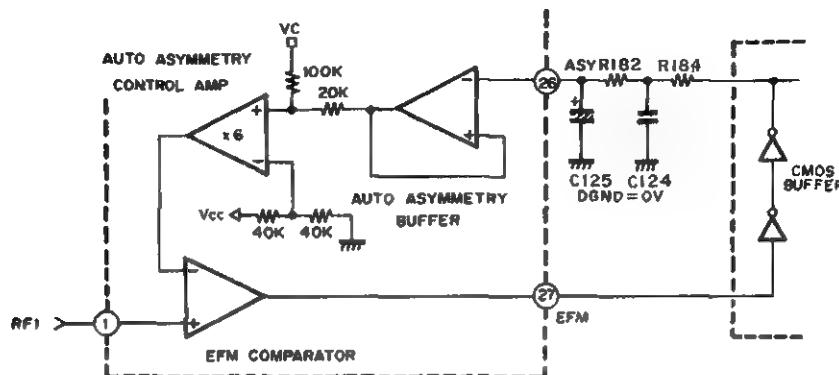 VC
AUTO ASYMMETRY
CONTROL AMP
100K
20K
+
x6
-
26
-
+
ASY R182
R184
+
C125
C124
DGND=0V
CMOS
BUFFER
AUTO ASYMMETRY
BUFFER
Vcc
40K
40K
-
+
RF1
1
27
EFM
EFM COMPARATOR